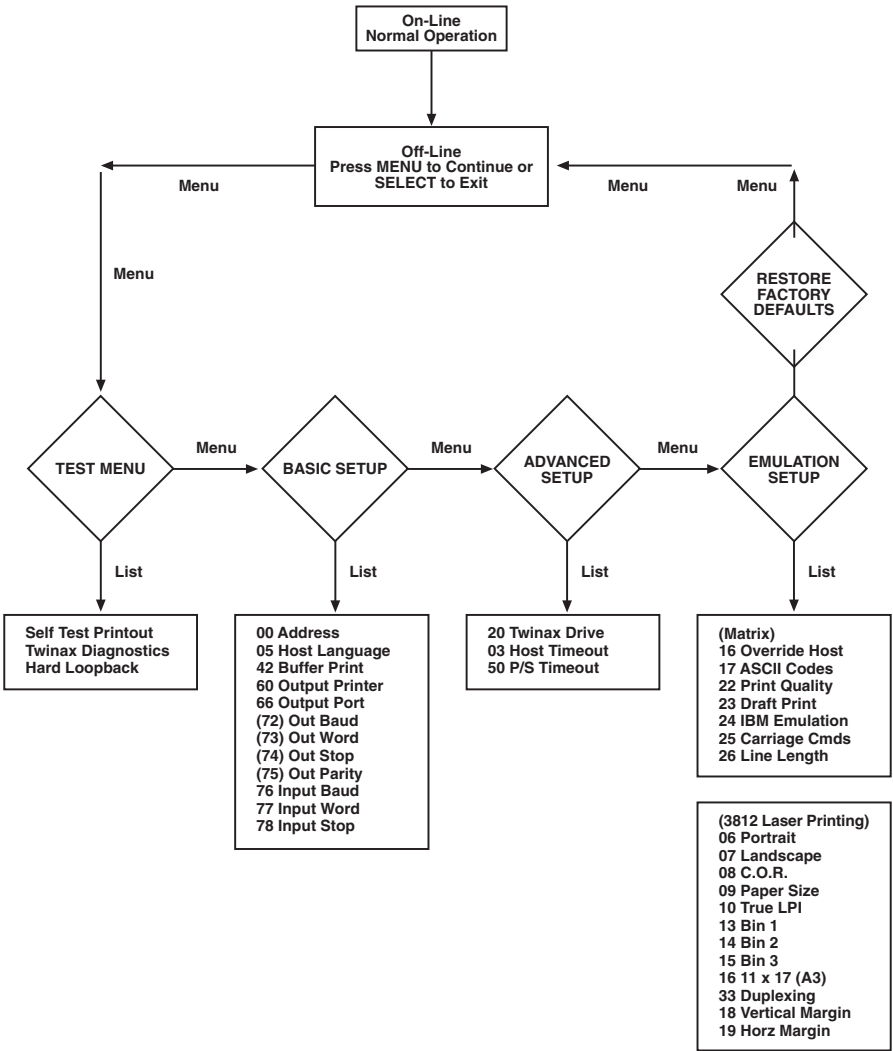 On-Line
Normal Operation
Off-Line
Press MENU to Continue or
SELECT to Exit
Menu
Menu
Menu
Menu
RESTORE
FACTORY
DEFAULTS
TEST MENU
Menu
BASIC SETUP
Menu
ADVANCED
SETUP
Menu
EMULATION
SETUP
List
List
List
List
Self Test Printout
Twinax Diagnostics
Hard Loopback
00 Address
05 Host Language
42 Buffer Print
60 Output Printer
66 Output Port
(72) Out Baud
(73) Out Word
(74) Out Stop
(75) Out Parity
76 Input Baud
77 Input Word
78 Input Stop
20 Twinax Drive
03 Host Timeout
50 P/S Timeout
(Matrix)
16 Override Host
17 ASCII Codes
22 Print Quality
23 Draft Print
24 IBM Emulation
25 Carriage Cmds
26 Line Length
(3812 Laser Printing)
06 Portrait
07 Landscape
08 C.O.R.
09 Paper Size
10 True LPI
13 Bin 1
14 Bin 2
15 Bin 3
16 11 x 17 (A3)
33 Duplexing
18 Vertical Margin
19 Horz Margin